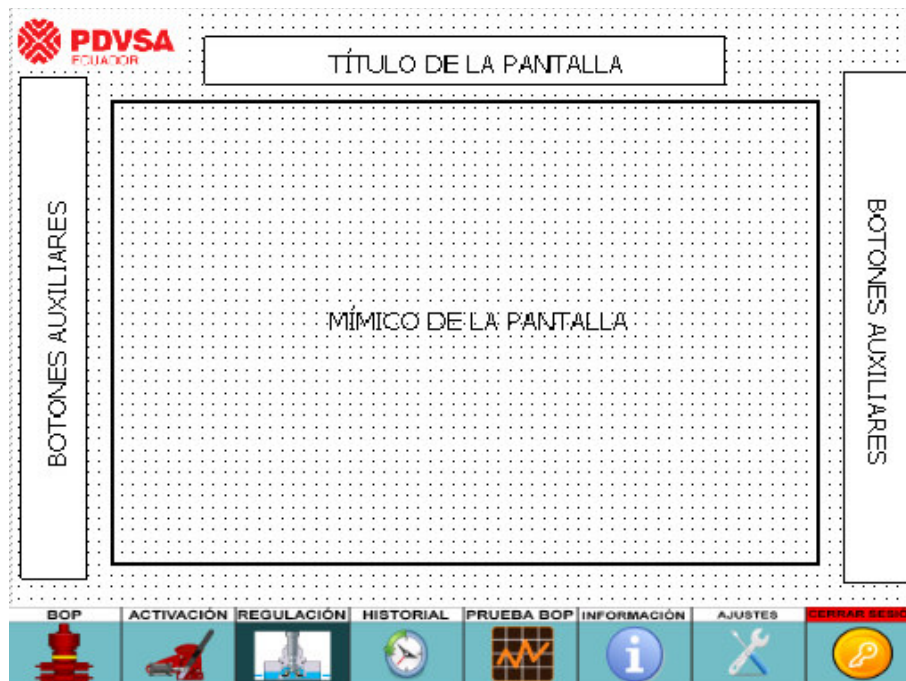 PDVSA
ECUADOR
TÍTULO DE LA PANTALLA
BOTONES AUXILIARES
MÍMICO DE LA PANTALLA
BOTONES AUXILIARES
BOP ACTIVACIÓN REGULACIÓN HISTORIAL PRUEBA BOP INFORMACIÓN AJUSTES CERRAR SESIÓ